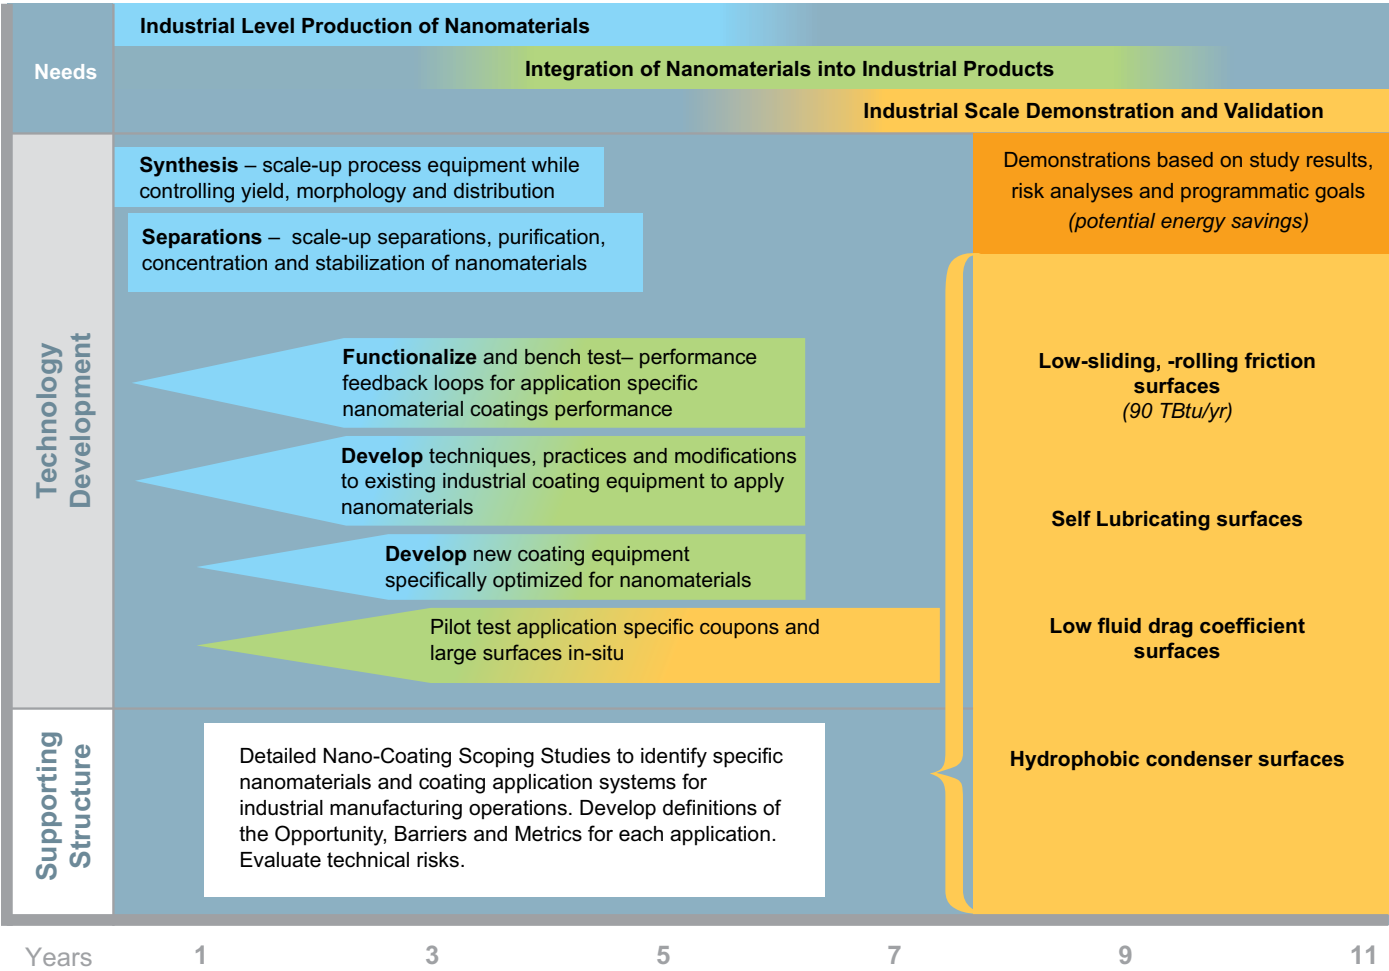 Industrial Level Production of Nanomaterials
Needs
Integration of Nanomaterials into Industrial Products
Industrial Scale Demonstration and Validation
Technology
Development
Synthesis – scale-up process equipment while
controlling yield, morphology and distribution
Separations – scale-up separations, purification,
concentration and stabilization of nanomaterials
Functionalize and bench test– performance
feedback loops for application specific
nanomaterial coatings performance
Develop techniques, practices and modifications
to existing industrial coating equipment to apply
nanomaterials
Develop new coating equipment
specifically optimized for nanomaterials
Pilot test application specific coupons and
large surfaces in-situ
Demonstrations based on study results,
risk analyses and programmatic goals
(potential energy savings)
Low-sliding, -rolling friction
surfaces
(90 TBtu/yr)
Self Lubricating surfaces
Low fluid drag coefficient
surfaces
Hydrophobic condenser surfaces
Supporting
Structure
Detailed Nano-Coating Scoping Studies to identify specific
nanomaterials and coating application systems for
industrial manufacturing operations. Develop definitions of
the Opportunity, Barriers and Metrics for each application.
Evaluate technical risks.
Years 1 3 5 7 9 11